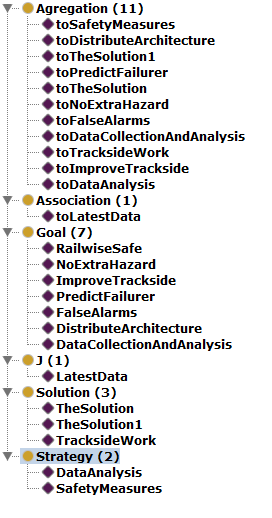 Agregation (11)
toSafetyMeasures
toDistributeArchitecture
toTheSolution1
toPredictFailurer
toTheSolution
toNoExtraHazard
toFalseAlarms
toDataCollectionAndAnalysis
toTracksideWork
toImproveTrackside
toDataAnalysis
Association (1)
toLatestData
Goal (7)
RailwiseSafe
NoExtraHazard
ImproveTrackside
PredictFailurer
FalseAlarms
DistributeArchitecture
DataCollectionAndAnalysis
J (1)
LatestData
Solution (3)
TheSolution
TheSolution1
TracksideWork
Strategy (2)
DataAnalysis
SafetyMeasures